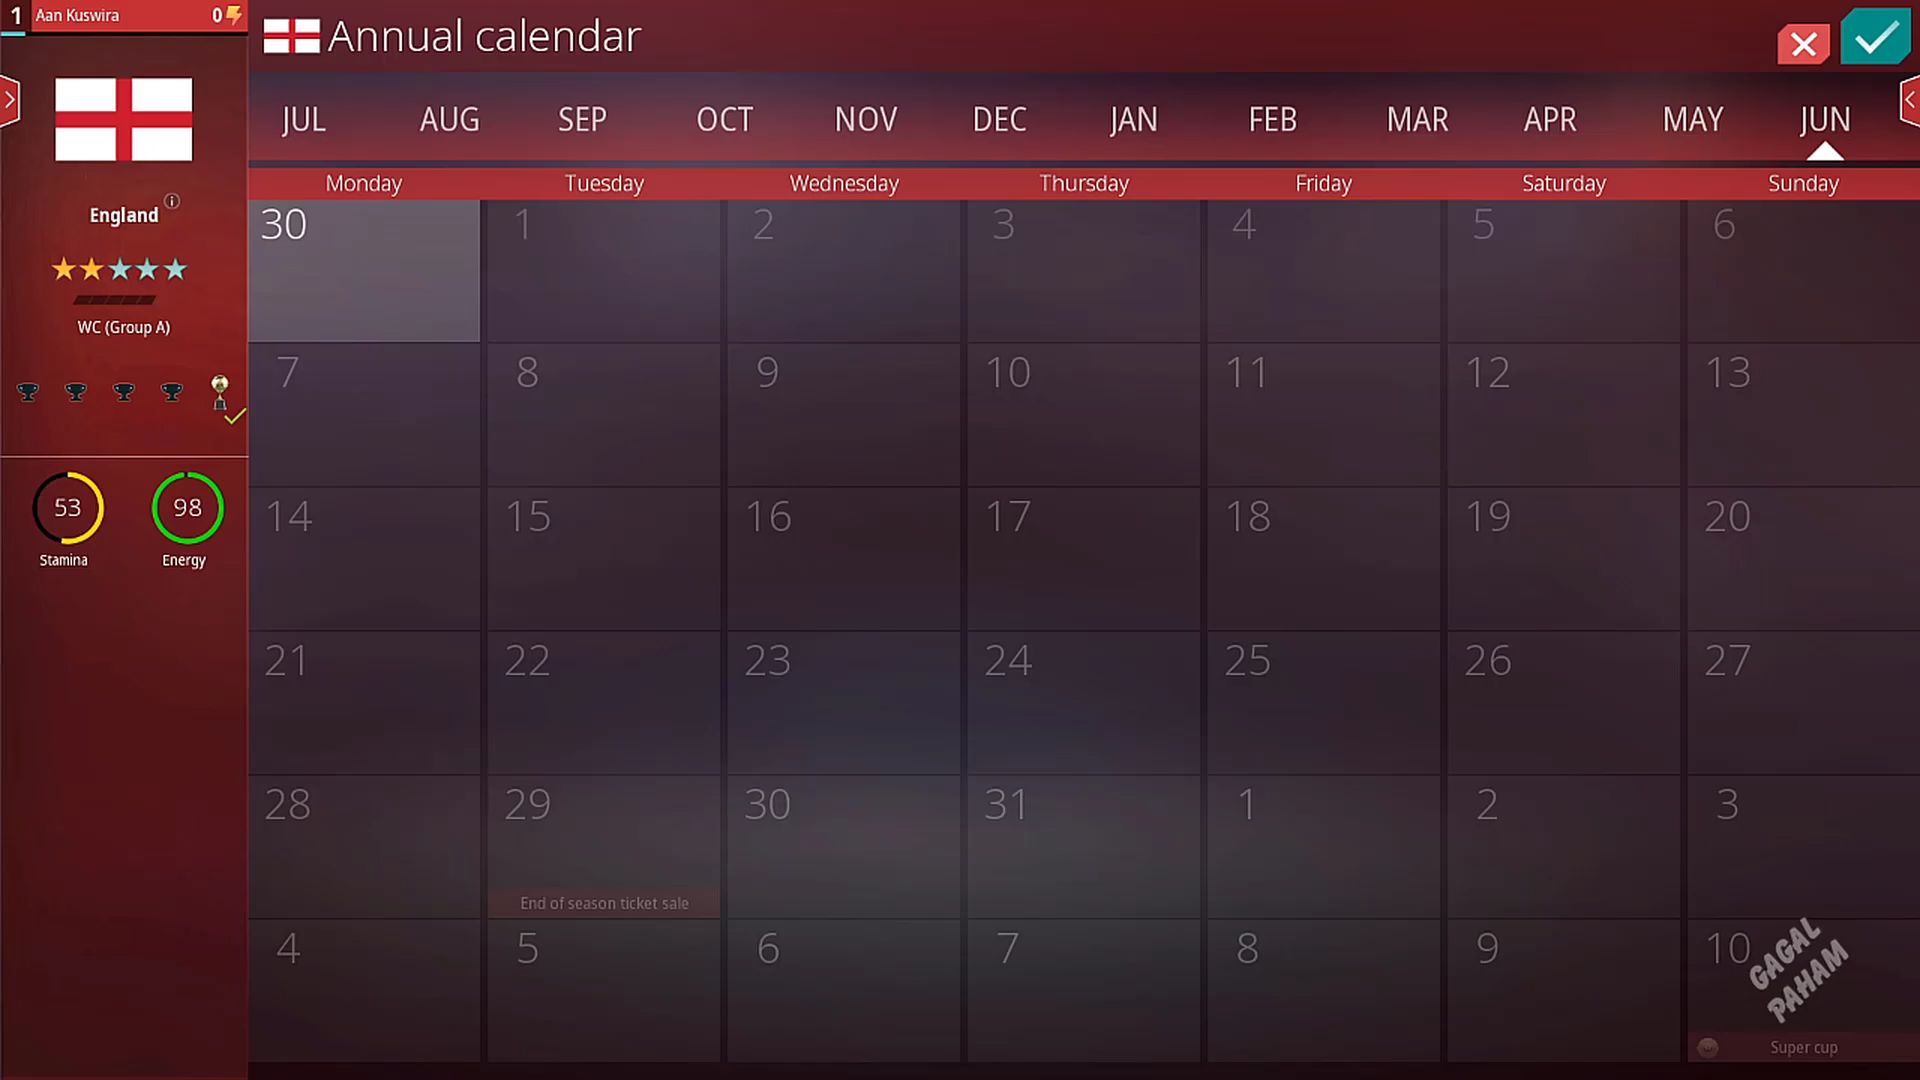 1 Aan Kuswira 0
Annual calendar
JUL AUG SEP OCT NOV DEC JAN FEB MAR APR MAY JUN
Monday Tuesday Wednesday Thursday Friday Saturday Sunday
England
WC (Group A)
53 98
Stamina Energy
30 1 2 3 4 5 6
7 8 9 10 11 12 13
14 15 16 17 18 19 20
21 22 23 24 25 26 27
28 29 30 31 1 2 3
End of season ticket sale
4 5 6 7 8 9 10
GAGAL
PAHAM
Super cup